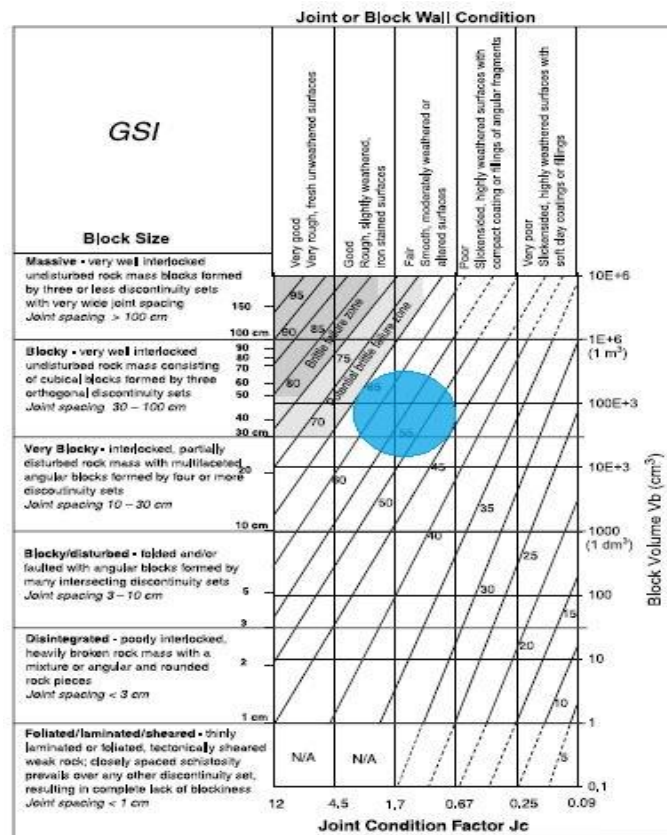 Joint or Block Wall Condition
GSI
Block Size
Very good
Very rough, fresh unweathered surfaces
Good
Rough, slightly weathered,
iron stained surfaces
Fair
Smooth, moderately weathered or
altered surfaces
Poor
Slickensided, highly weathered surfaces with
compact coating or fillings of angular fragments
Very poor
Slickensided, highly weathered surfaces with
soft clay coatings or fillings
Massive - very well interlocked
undisturbed rock mass blocks formed
by three or less discontinuity sets
with very wide joint spacing
Joint spacing > 100 cm
Blocky - very well interlocked
undisturbed rock mass consisting
of cubical blocks formed by three
orthogonal discontinuity sets
Joint spacing 30 – 100 cm
Very Blocky - interlocked, partially
disturbed rock mass with multifaceted
angular blocks formed by four or more
discoutinuity sets
Joint spacing 10 – 30 cm
Blocky/disturbed - folded and/or
faulted with angular blocks formed by
many intersecting discontinuity sets
Joint spacing 3 – 10 cm
Disintegrated - poorly interlocked,
heavily broken rock mass with a
mixture or angular and rounded
rock pieces
Joint spacing < 3 cm
Foliated/laminated/sheared - thinly
laminated or foliated, tectonically sheared
weak rock; closely spaced schistosity
prevails over any other discontinuity set,
resulting in complete lack of blockiness
Joint spacing < 1 cm
150
100 cm
90
80
70
60
50
40
30 cm
20
10 cm
5
3
2
1 cm
95
90
85
80
75
70
65
60
55
50
45
40
35
30
25
20
15
10
5
Brittle failure zone
Potential brittle failure zone
N/A
N/A
10E+6
1E+6
(1 m³)
100E+3
10E+3
1000
(1 dm³)
100
10
1
0,1
Block Volume Vb (cm³)
12
4,5
1,7
0.67
0.25
0.09
Joint Condition Factor Jc